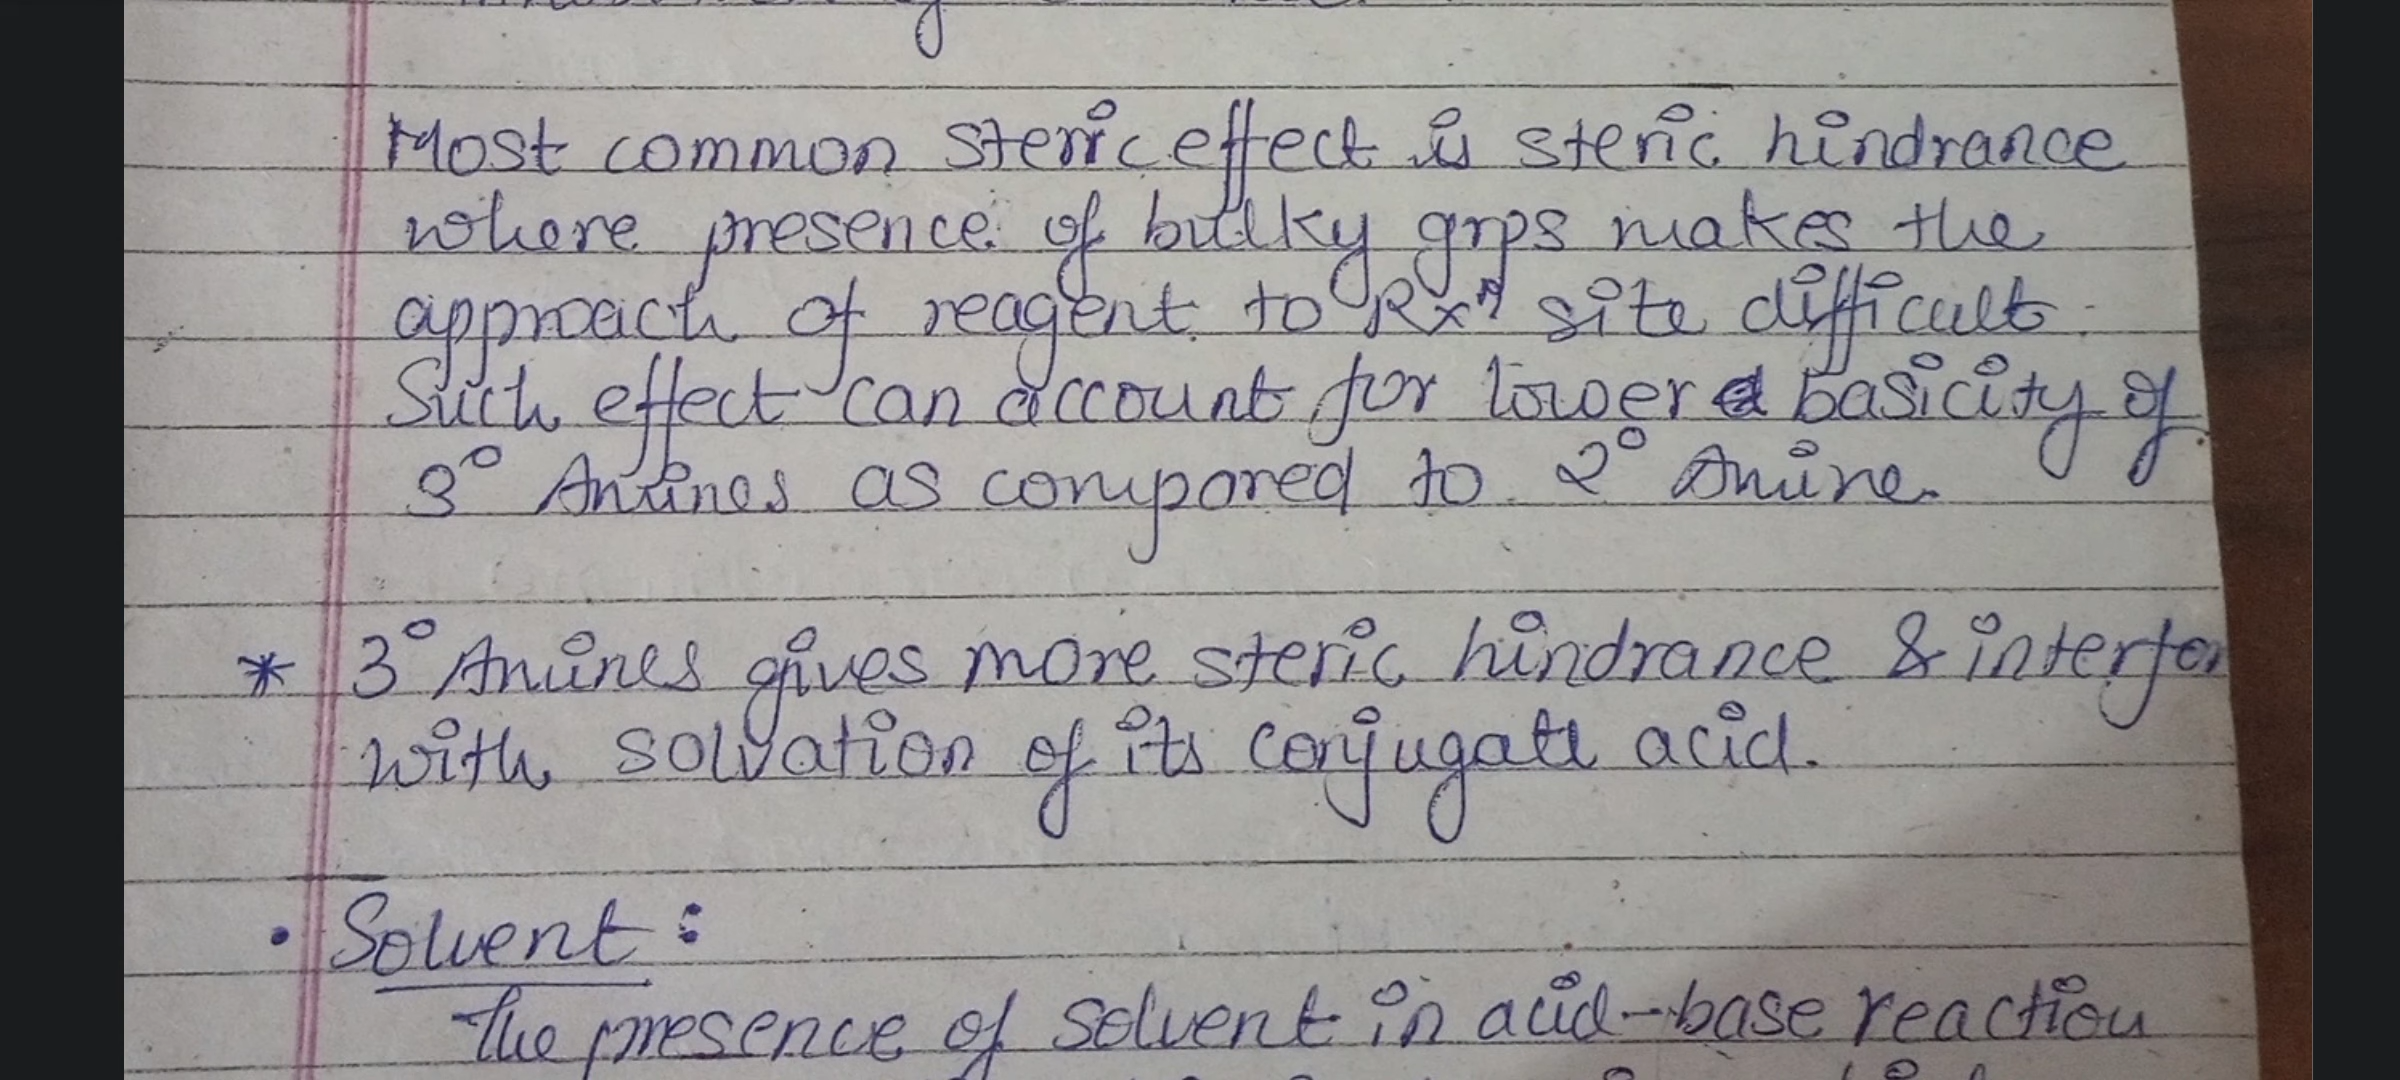 Most common steric effect is steric hindrance
where presence of bulky grps makes the
approach of reagent to Rxⁿ site difficult.
Such effect can account for lower basicity of
3° Amines as compared to 2° Amine.
* 3° Amines gives more steric hindrance &
with solvation of its conjugate acid.
• Solvent :
The presence of solvent in acid-base reaction